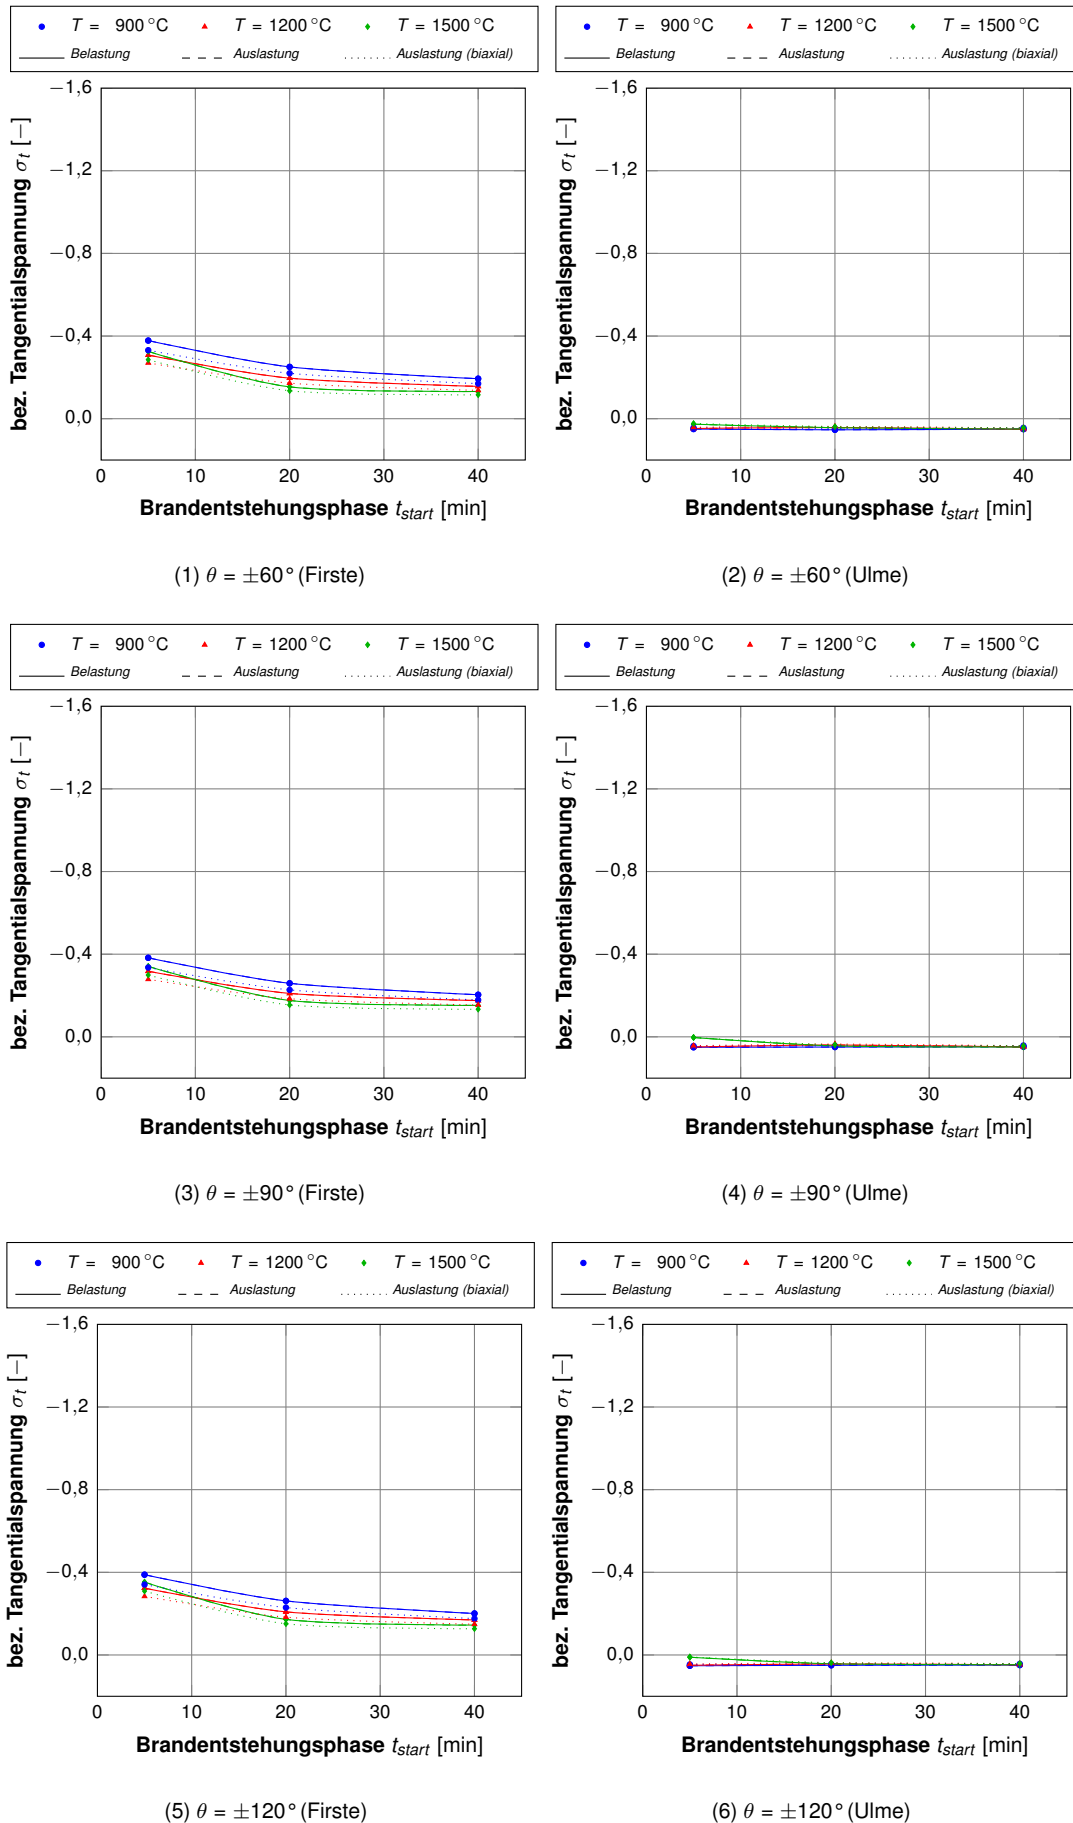 T = 900 °C T = 1200 °C T = 1500 °C T = 900 °C T = 1200 °C T = 1500 °C
Belastung Auslastung Auslastung (biaxial) Belastung Auslastung Auslastung (biaxial)
−1,6 −1,6
−1,2 −1,2
−0,8 −0,8
−0,4 −0,4
0,0 0,0
bez. Tangentialspannung σt [−] bez. Tangentialspannung σt [−]
0 10 20 30 40 0 10 20 30 40
Brandentstehungsphase tstart [min] Brandentstehungsphase tstart [min]
(1) θ = ±60° (Firste) (2) θ = ±60° (Ulme)
T = 900 °C T = 1200 °C T = 1500 °C T = 900 °C T = 1200 °C T = 1500 °C
Belastung Auslastung Auslastung (biaxial) Belastung Auslastung Auslastung (biaxial)
−1,6 −1,6
−1,2 −1,2
−0,8 −0,8
−0,4 −0,4
0,0 0,0
bez. Tangentialspannung σt [−] bez. Tangentialspannung σt [−]
0 10 20 30 40 0 10 20 30 40
Brandentstehungsphase tstart [min] Brandentstehungsphase tstart [min]
(3) θ = ±90° (Firste) (4) θ = ±90° (Ulme)
T = 900 °C T = 1200 °C T = 1500 °C T = 900 °C T = 1200 °C T = 1500 °C
Belastung Auslastung Auslastung (biaxial) Belastung Auslastung Auslastung (biaxial)
−1,6 −1,6
−1,2 −1,2
−0,8 −0,8
−0,4 −0,4
0,0 0,0
bez. Tangentialspannung σt [−] bez. Tangentialspannung σt [−]
0 10 20 30 40 0 10 20 30 40
Brandentstehungsphase tstart [min] Brandentstehungsphase tstart [min]
(5) θ = ±120° (Firste) (6) θ = ±120° (Ulme)